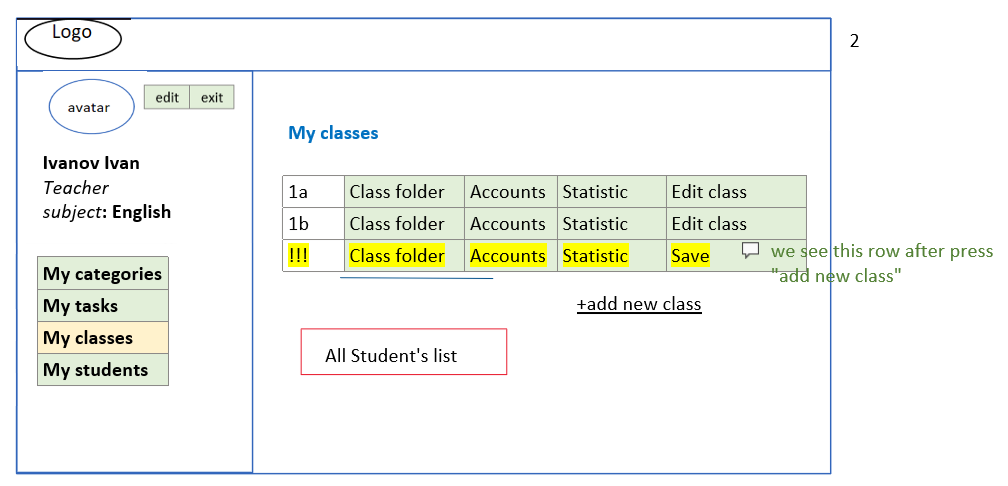 Logo
2
avatar
edit exit
Ivanov Ivan
Teacher
subject: English
My categories
My tasks
My classes
My students
My classes
1a Class folder Accounts Statistic Edit class
1b Class folder Accounts Statistic Edit class
!!! Class folder Accounts Statistic Save
we see this row after press
"add new class"
+add new class
All Student's list